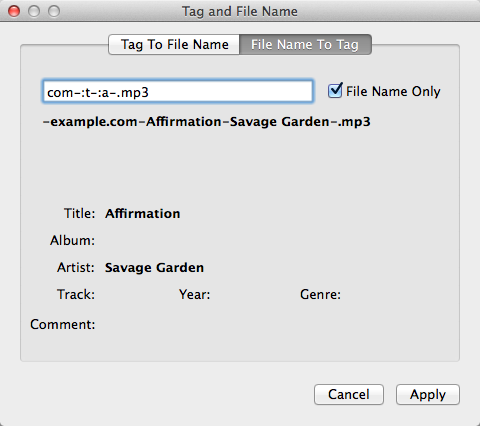 Tag and File Name
Tag To File Name File Name To Tag
com-:t-:a-.mp3 File Name Only
-example.com-Affirmation-Savage Garden-.mp3
Title: Affirmation
Album:
Artist: Savage Garden
Track: Year: Genre:
Comment:
Cancel Apply